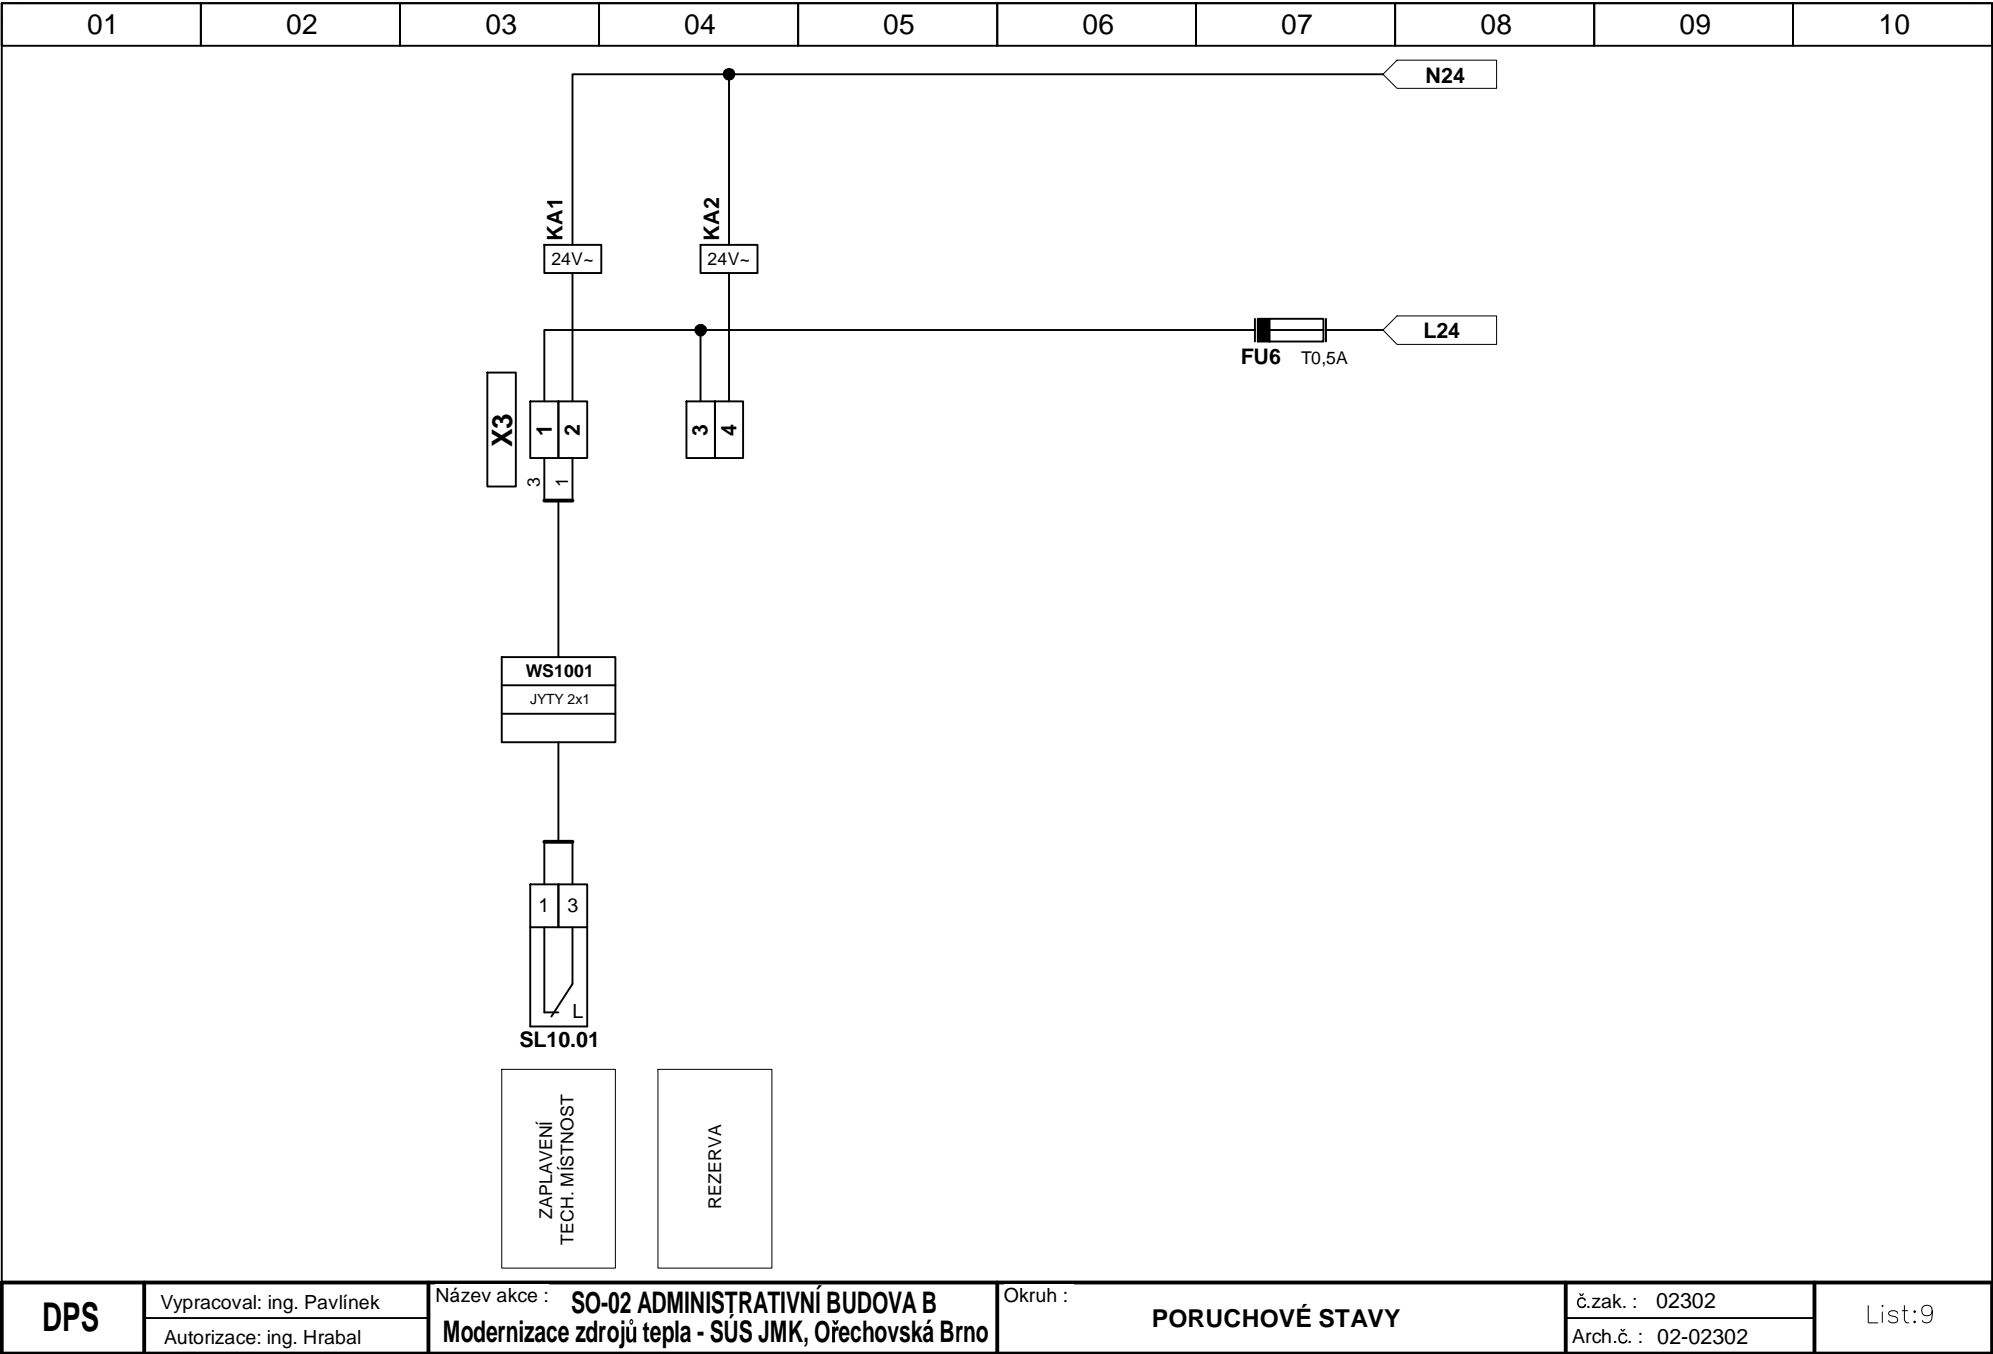 01 02 03 04 05 06 07 08 09 10
N24
KA1
KA2
24V~
24V~
L24
FU6 T0,5A
X3
1
2
3
4
3
1
WS1001
JYTY 2x1
1 3
L
SL10.01
ZAPLAVENÍ
TECH. MÍSTNOST
REZERVA
DPS
Vypracoval: ing. Pavlínek
Autorizace: ing. Hrabal
Název akce :
SO-02 ADMINISTRATIVNÍ BUDOVA B
Modernizace zdrojů tepla - SÚS JMK, Ořechovská Brno
Okruh :
PORUCHOVÉ STAVY
č.zak. : 02302
Arch.č. : 02-02302
List:9